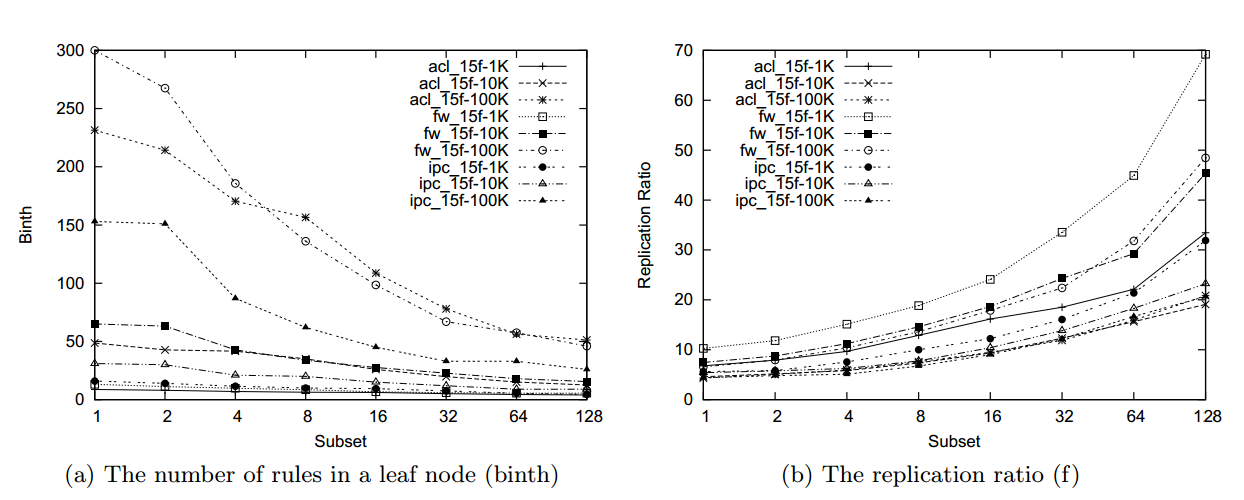 300
250
200
150
100
50
0
Binth
acl_15f-1K
acl_15f-10K
acl_15f-100K
fw_15f-1K
fw_15f-10K
fw_15f-100K
ipc_15f-1K
ipc_15f-10K
ipc_15f-100K
1 2 4 8 16 32 64 128
Subset
(a) The number of rules in a leaf node (binth)
70
60
50
40
30
20
10
0
Replication Ratio
acl_15f-1K
acl_15f-10K
acl_15f-100K
fw_15f-1K
fw_15f-10K
fw_15f-100K
ipc_15f-1K
ipc_15f-10K
ipc_15f-100K
1 2 4 8 16 32 64 128
Subset
(b) The replication ratio (f)